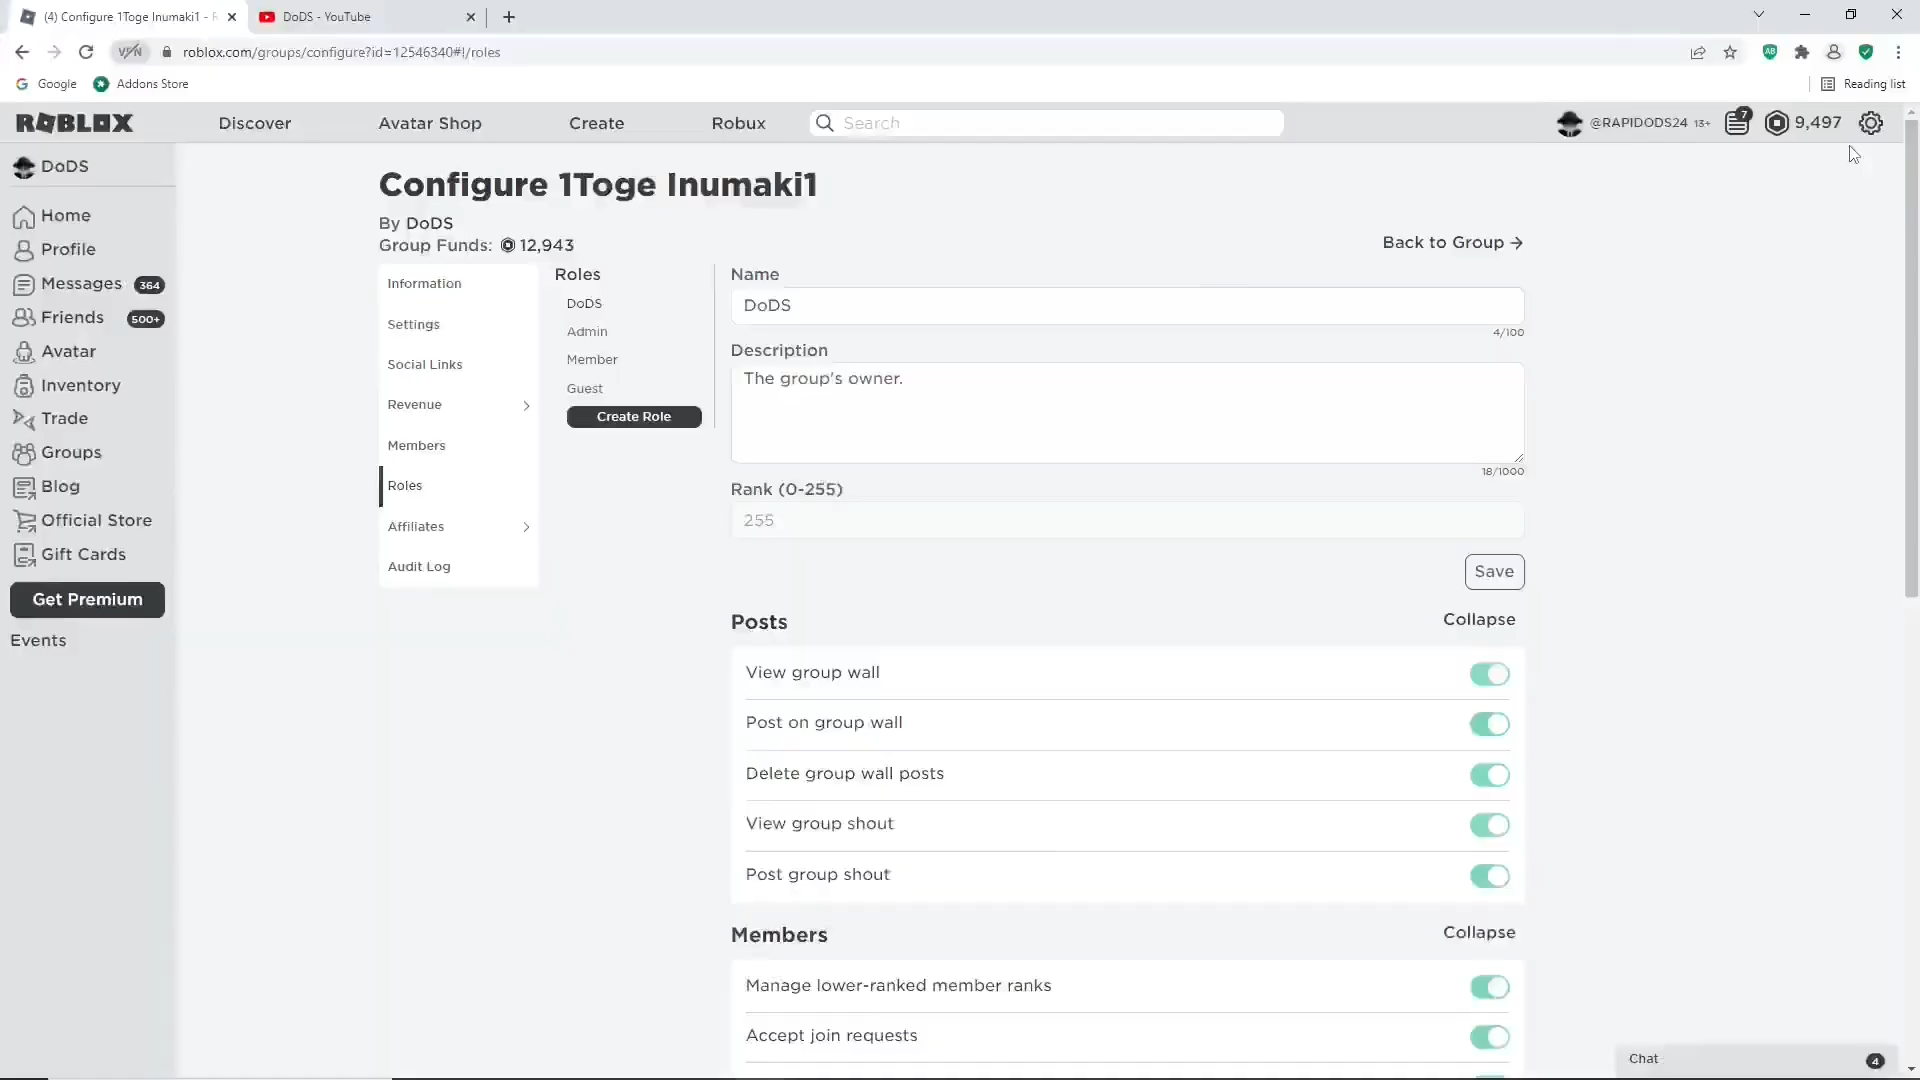 (4) Configure 1Toge Inumaki1 - R
DoDS - YouTube
VPN
roblox.com/groups/configure?id=12546340#!/roles
Google
Addons Store
Reading list
ROBLOX
Discover
Avatar Shop
Create
Robux
Search
@RAPIDODS24 13+
7
9,497
DoDS
Home
Profile
Messages 364
Friends 500+
Avatar
Inventory
Trade
Groups
Blog
Official Store
Gift Cards
Get Premium
Events
Configure 1Toge Inumaki1
By DoDS
Group Funds: 12,943
Back to Group
Information
Settings
Social Links
Revenue
Members
Roles
Affiliates
Audit Log
Roles
DoDS
Admin
Member
Guest
Create Role
Name
DoDS
4/100
Description
The group's owner.
18/1000
Rank (0-255)
255
Save
Posts
Collapse
View group wall
Post on group wall
Delete group wall posts
View group shout
Post group shout
Members
Collapse
Manage lower-ranked member ranks
Accept join requests
Chat
4